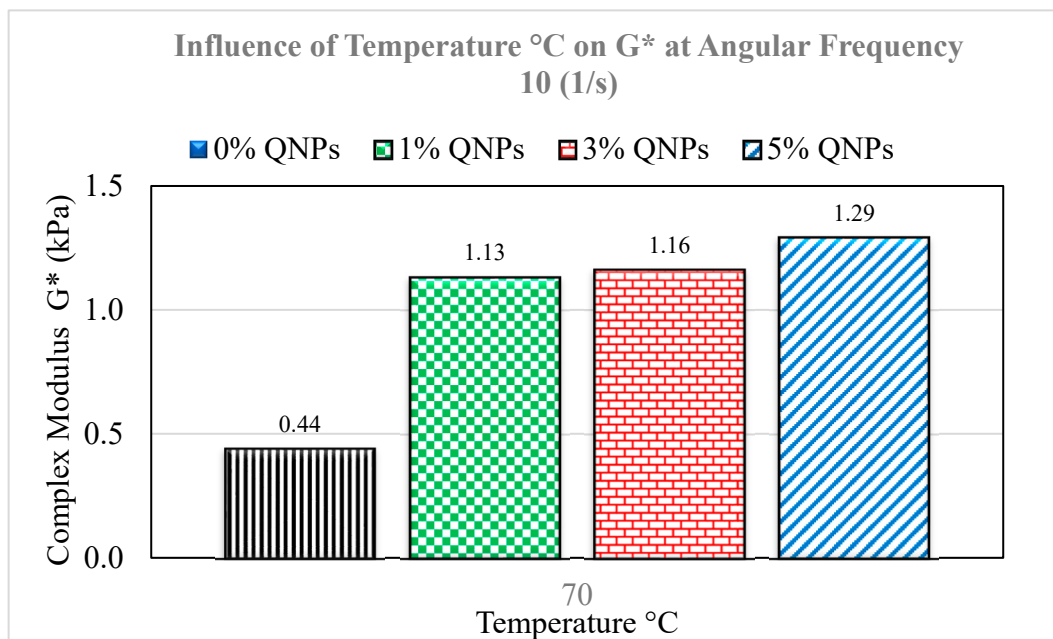 Influence of Temperature °C on G* at Angular Frequency
10 (1/s)
0% QNPs 1% QNPs 3% QNPs 5% QNPs
Complex Modulus G* (kPa)
1.5
1.0
0.5
0.0
0.44
1.13
1.16
1.29
70
Temperature °C